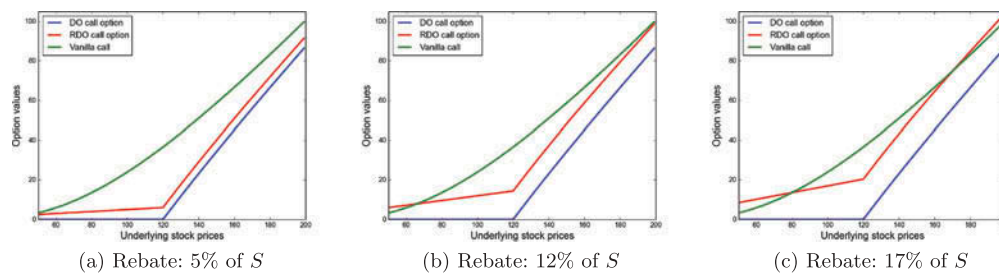 DO call option
RDO call option
Vanilla call
Option values
100
80
60
40
20
0
60 80 100 120 140 160 180 200
Underlying stock prices
(a) Rebate: 5% of S
DO call option
RDO call option
Vanilla call
Option values
100
80
60
40
20
0
60 80 100 120 140 160 180 200
Underlying stock prices
(b) Rebate: 12% of S
DO call option
RDO call option
Vanilla call
Option values
100
80
60
40
20
0
60 80 100 120 140 160 180
Underlying stock prices
(c) Rebate: 17% of S